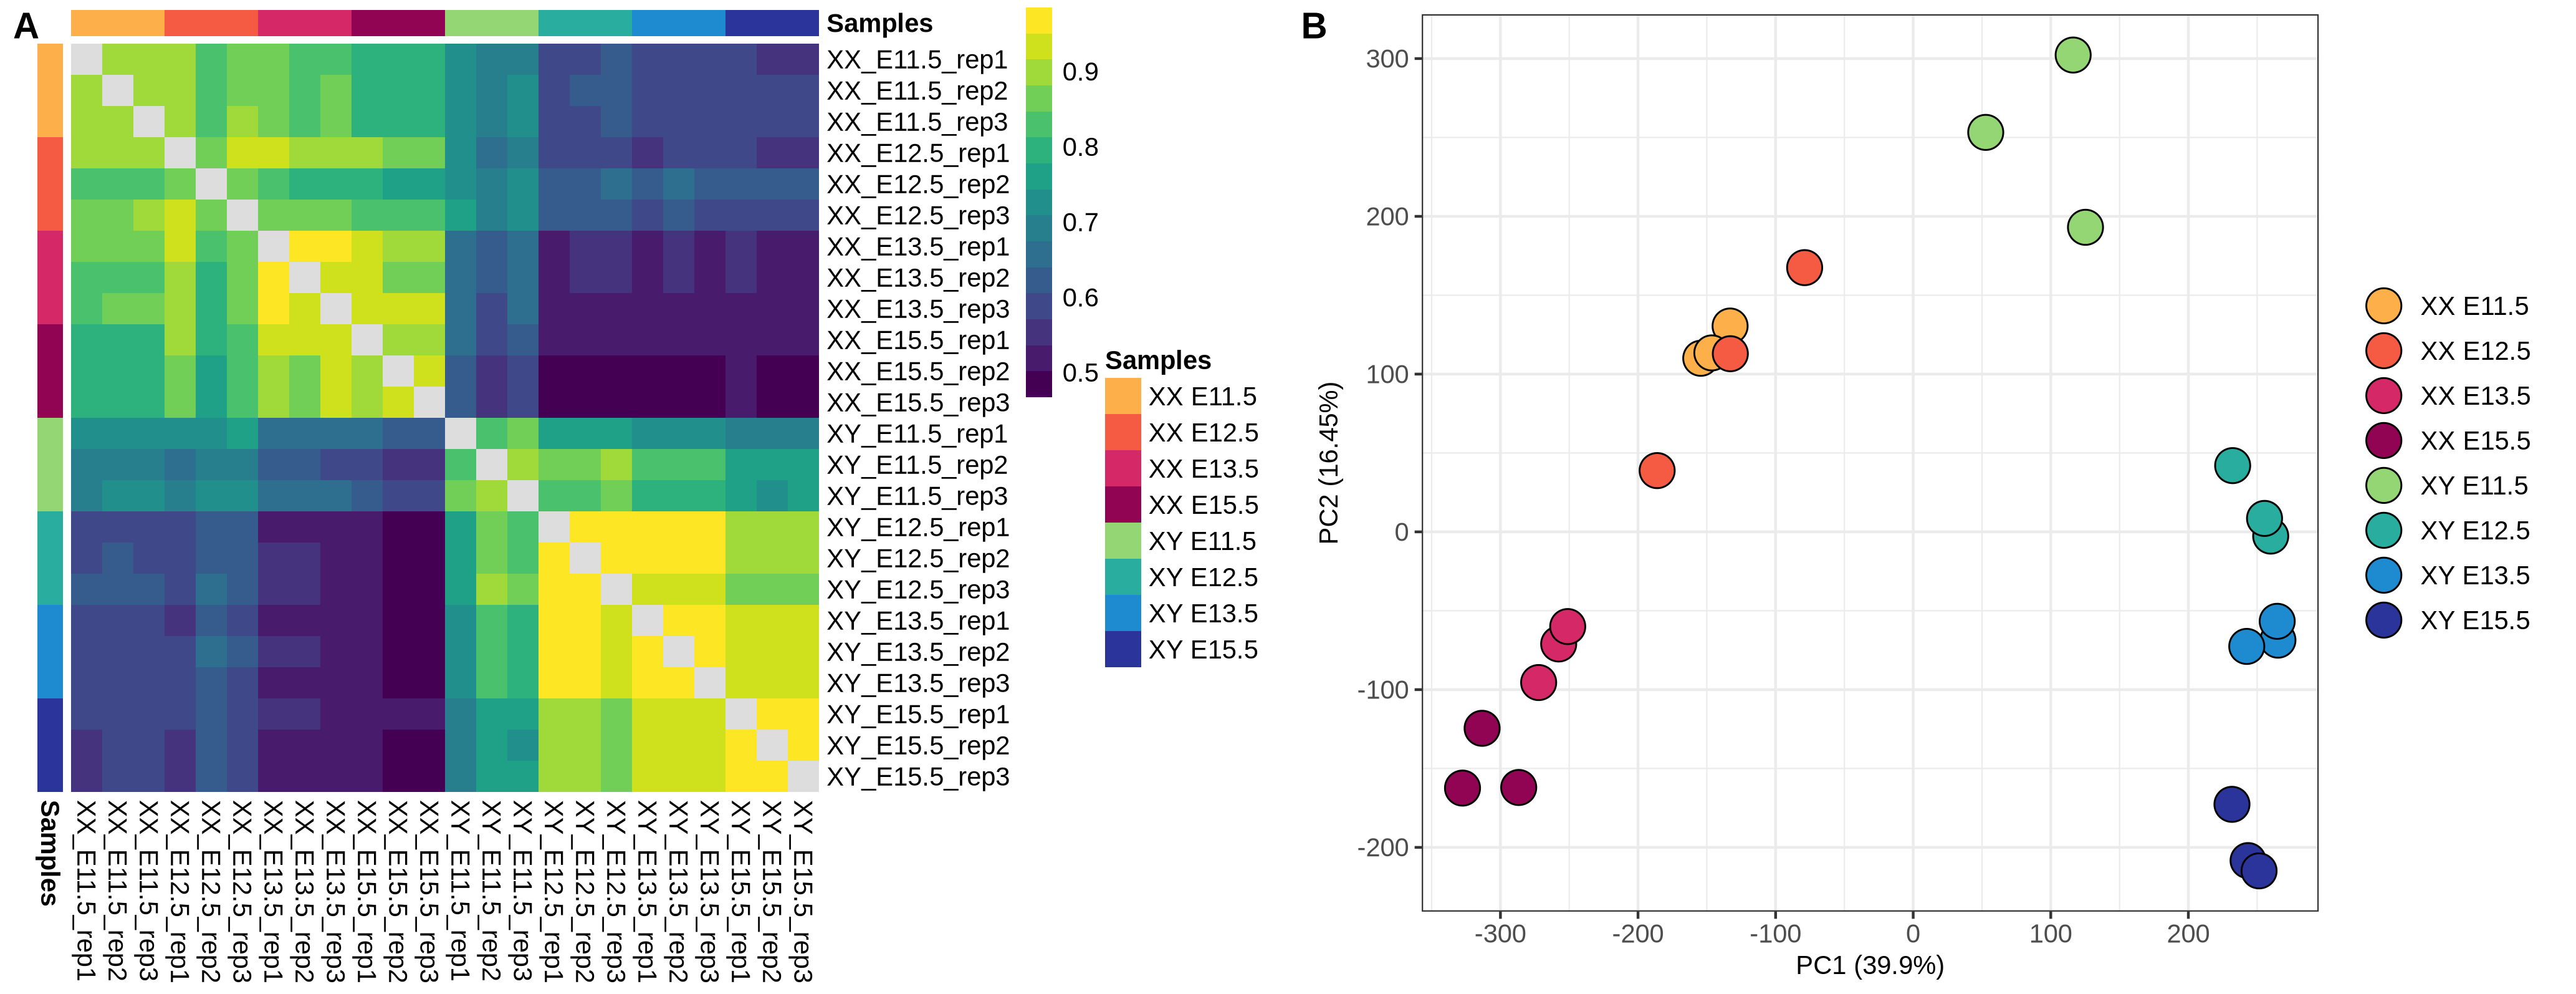 A
Samples
XX_E11.5_rep1
XX_E11.5_rep2
XX_E11.5_rep3
XX_E12.5_rep1
XX_E12.5_rep2
XX_E12.5_rep3
XX_E13.5_rep1
XX_E13.5_rep2
XX_E13.5_rep3
XX_E15.5_rep1
XX_E15.5_rep2
XX_E15.5_rep3
XY_E11.5_rep1
XY_E11.5_rep2
XY_E11.5_rep3
XY_E12.5_rep1
XY_E12.5_rep2
XY_E12.5_rep3
XY_E13.5_rep1
XY_E13.5_rep2
XY_E13.5_rep3
XY_E15.5_rep1
XY_E15.5_rep2
XY_E15.5_rep3
Samples
XX_E11.5_rep1
XX_E11.5_rep2
XX_E11.5_rep3
XX_E12.5_rep1
XX_E12.5_rep2
XX_E12.5_rep3
XX_E13.5_rep1
XX_E13.5_rep2
XX_E13.5_rep3
XX_E15.5_rep1
XX_E15.5_rep2
XX_E15.5_rep3
XY_E11.5_rep1
XY_E11.5_rep2
XY_E11.5_rep3
XY_E12.5_rep1
XY_E12.5_rep2
XY_E12.5_rep3
XY_E13.5_rep1
XY_E13.5_rep2
XY_E13.5_rep3
XY_E15.5_rep1
XY_E15.5_rep2
XY_E15.5_rep3
0.9
0.8
0.7
0.6
0.5
Samples
XX E11.5
XX E12.5
XX E13.5
XX E15.5
XY E11.5
XY E12.5
XY E13.5
XY E15.5
B
PC2 (16.45%)
300
200
100
0
-100
-200
-300
-200
-100
0
100
200
PC1 (39.9%)
XX E11.5
XX E12.5
XX E13.5
XX E15.5
XY E11.5
XY E12.5
XY E13.5
XY E15.5